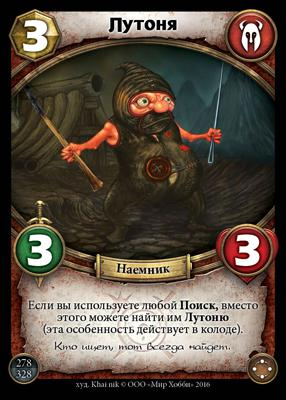 Лутоня
3
3
Наемник
3
Если вы используете любой Поиск, вместо
этого можете найти им Лутоню
(эта особенность действует в колоде).
Кто ищет, тот всегда найдет.
278
328
худ. Khai nik © ООО «Мир Хобби» 2016